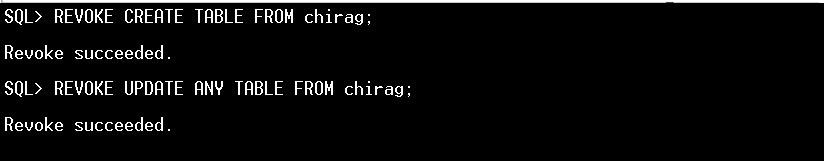 SQL> REVOKE CREATE TABLE FROM chirag;
Revoke succeeded.
SQL> REVOKE UPDATE ANY TABLE FROM chirag;
Revoke succeeded.